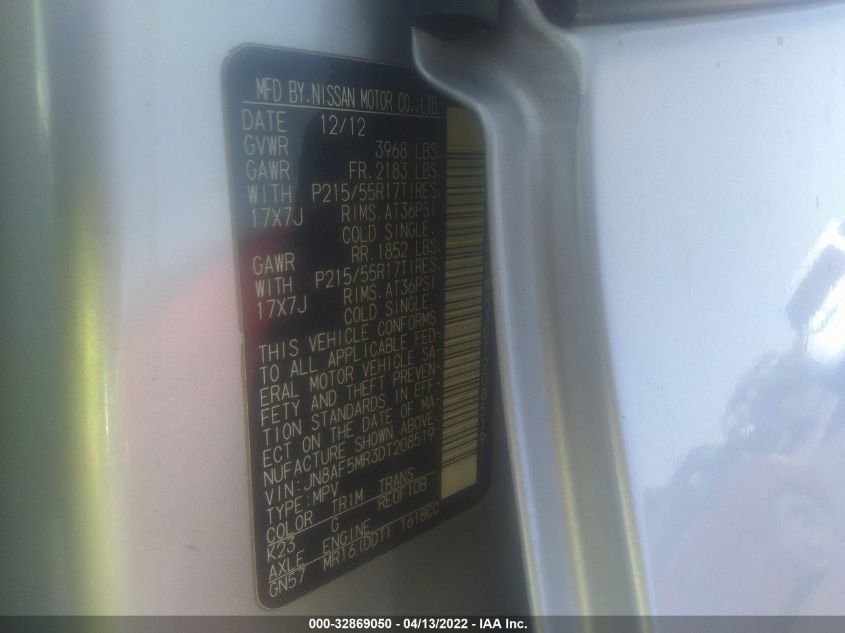 MFD BY.NISSAN MOTOR CO.,LTD.
DATE 12/12
GVWR 3968 LBS.
GAWR FR.2183 LBS.
WITH P215/55R17TIRES.
17X7J RIMS.AT36PSI
COLD SINGLE.
GAWR RR.1852 LBS.
WITH P215/55R17TIRES.
17X7J RIMS.AT36PSI
COLD SINGLE.
THIS VEHICLE CONFORMS
TO ALL APPLICABLE FED-
ERAL MOTOR VEHICLE SA-
FETY AND THEFT PREVEN-
TION STANDARDS IN EFF-
ECT ON THE DATE OF MA-
NUFACTURE SHOWN ABOVE.
VIN:JN8AF5MR3DT208519
TYPE:MPV
COLOR TRIM TRANS
K23 G RE0F10B
AXLE ENGINE
GN57 MR16(DDT) 1618CC
000-32869050 - 04/13/2022 - IAA Inc.